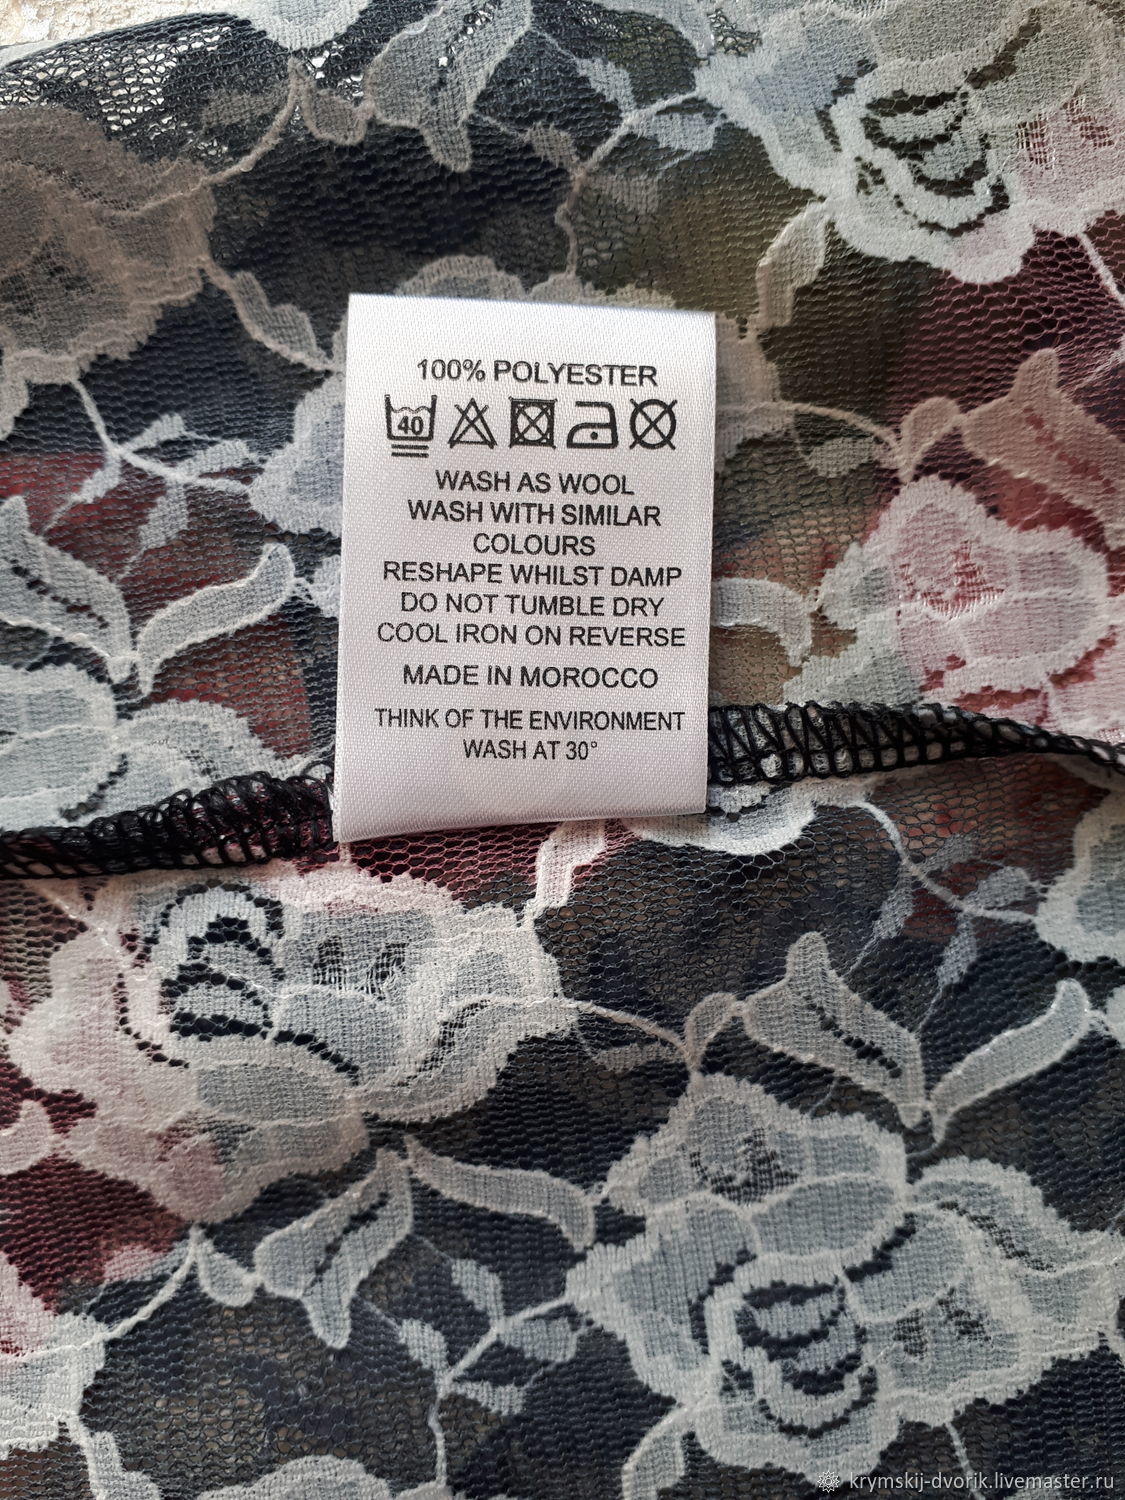 100% POLYESTER
40
WASH AS WOOL
WASH WITH SIMILAR
COLOURS
RESHAPE WHILST DAMP
DO NOT TUMBLE DRY
COOL IRON ON REVERSE
MADE IN MOROCCO
THINK OF THE ENVIRONMENT
WASH AT 30°
krymskij-dvorik.livemaster.ru